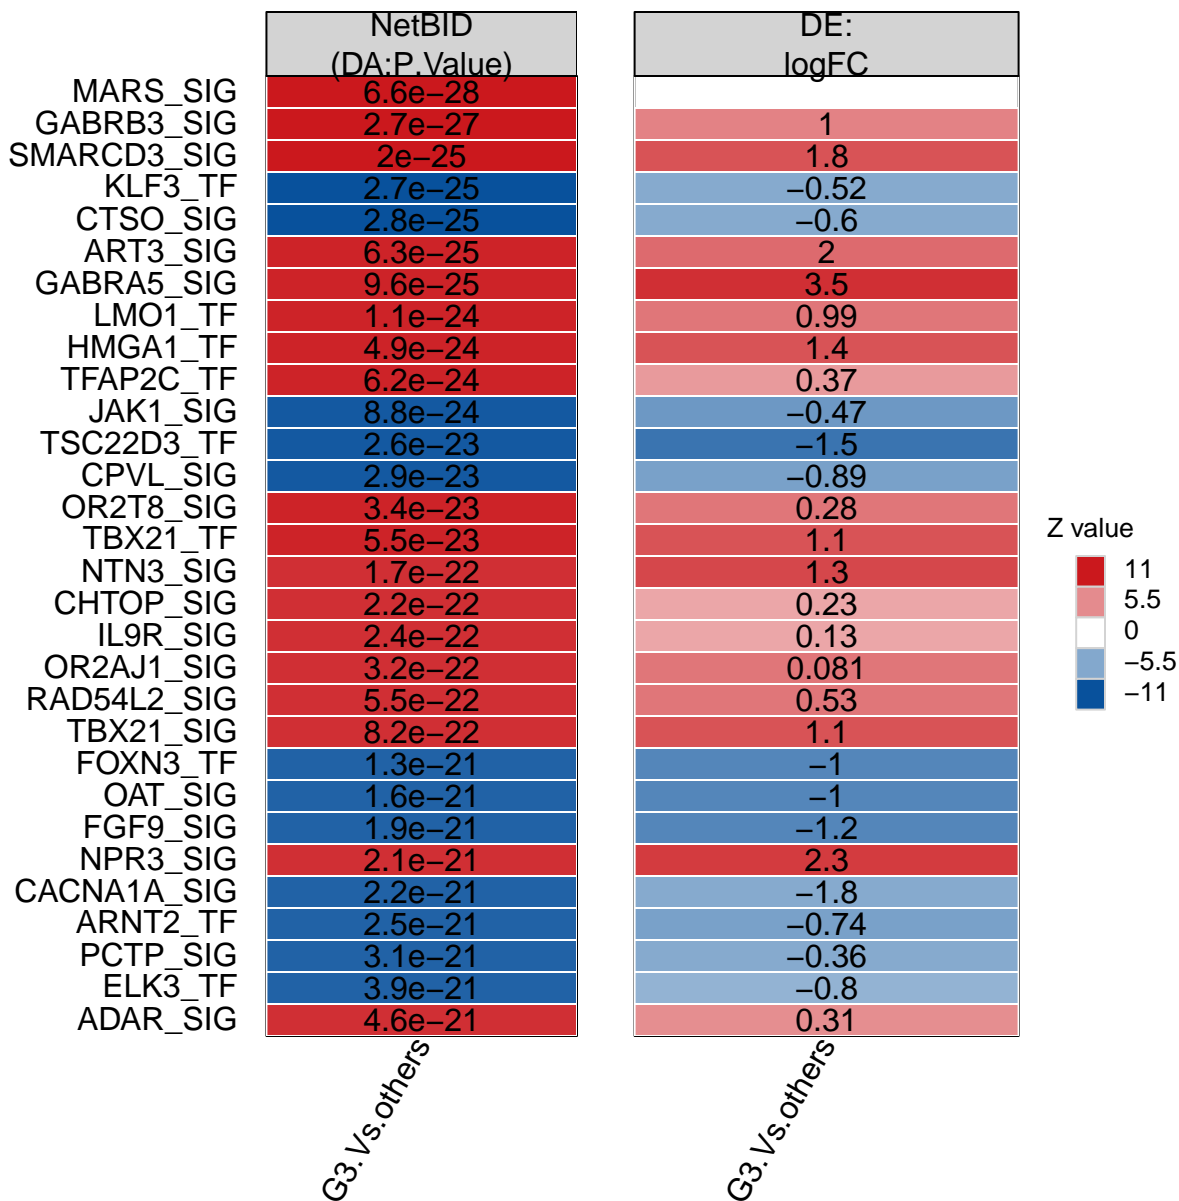 NetBID DE:
(DA:P.Value) logFC
MARS_SIG 6.6e−28
GABRB3_SIG 2.7e−27 1
SMARCD3_SIG 2e−25 1.8
KLF3_TF 2.7e−25 −0.52
CTSO_SIG 2.8e−25 −0.6
ART3_SIG 6.3e−25 2
GABRA5_SIG 9.6e−25 3.5
LMO1_TF 1.1e−24 0.99
HMGA1_TF 4.9e−24 1.4
TFAP2C_TF 6.2e−24 0.37
JAK1_SIG 8.8e−24 −0.47
TSC22D3_TF 2.6e−23 −1.5
CPVL_SIG 2.9e−23 −0.89
OR2T8_SIG 3.4e−23 0.28
TBX21_TF 5.5e−23 1.1
NTN3_SIG 1.7e−22 1.3
CHTOP_SIG 2.2e−22 0.23
IL9R_SIG 2.4e−22 0.13
OR2AJ1_SIG 3.2e−22 0.081
RAD54L2_SIG 5.5e−22 0.53
TBX21_SIG 8.2e−22 1.1
FOXN3_TF 1.3e−21 −1
OAT_SIG 1.6e−21 −1
FGF9_SIG 1.9e−21 −1.2
NPR3_SIG 2.1e−21 2.3
CACNA1A_SIG 2.2e−21 −1.8
ARNT2_TF 2.5e−21 −0.74
PCTP_SIG 3.1e−21 −0.36
ELK3_TF 3.9e−21 −0.8
ADAR_SIG 4.6e−21 0.31
G3.Vs.others G3.Vs.others
Z value
11
5.5
0
−5.5
−11